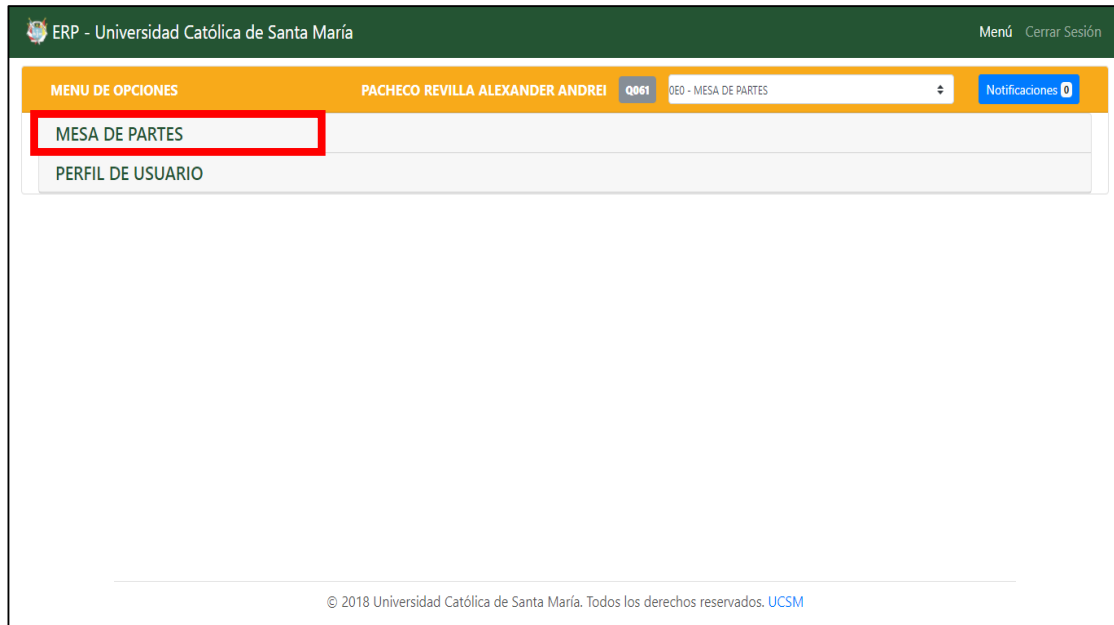 ERP - Universidad Católica de Santa María Menú Cerrar Sesión
MENU DE OPCIONES PACHECO REVILLA ALEXANDER ANDREI Q061 0E0 - MESA DE PARTES Notificaciones 0
MESA DE PARTES
PERFIL DE USUARIO
© 2018 Universidad Católica de Santa María. Todos los derechos reservados. UCSM